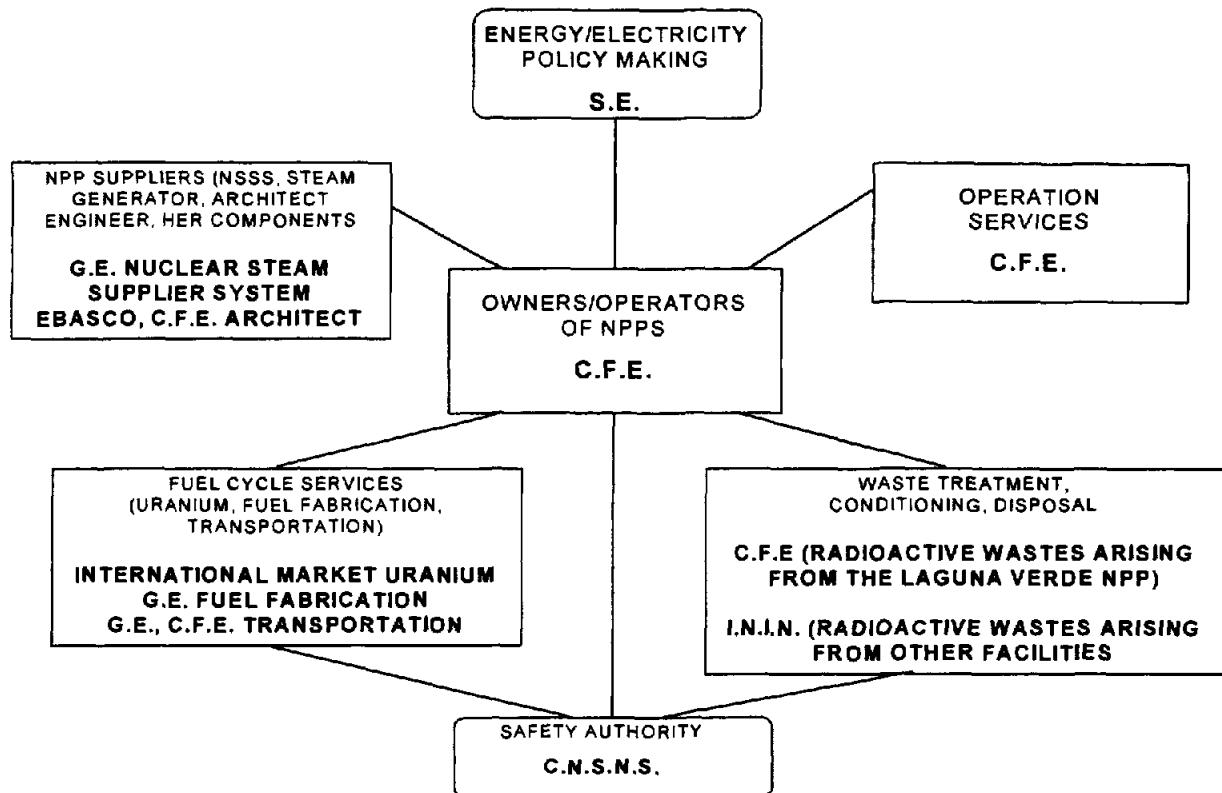 ENERGY/ELECTRICITY
POLICY MAKING
S.E.
NPP SUPPLIERS (NSSS, STEAM
GENERATOR, ARCHITECT
ENGINEER, HER COMPONENTS
G.E. NUCLEAR STEAM
SUPPLIER SYSTEM
EBASCO, C.F.E. ARCHITECT
OPERATION
SERVICES
C.F.E.
OWNERS/OPERATORS
OF NPPS
C.F.E.
FUEL CYCLE SERVICES
(URANIUM, FUEL FABRICATION,
TRANSPORTATION)
INTERNATIONAL MARKET URANIUM
G.E. FUEL FABRICATION
G.E., C.F.E. TRANSPORTATION
WASTE TREATMENT,
CONDITIONING, DISPOSAL
C.F.E (RADIOACTIVE WASTES ARISING
FROM THE LAGUNA VERDE NPP)
I.N.I.N. (RADIOACTIVE WASTES ARISING
FROM OTHER FACILITIES
SAFETY AUTHORITY
C.N.S.N.S.